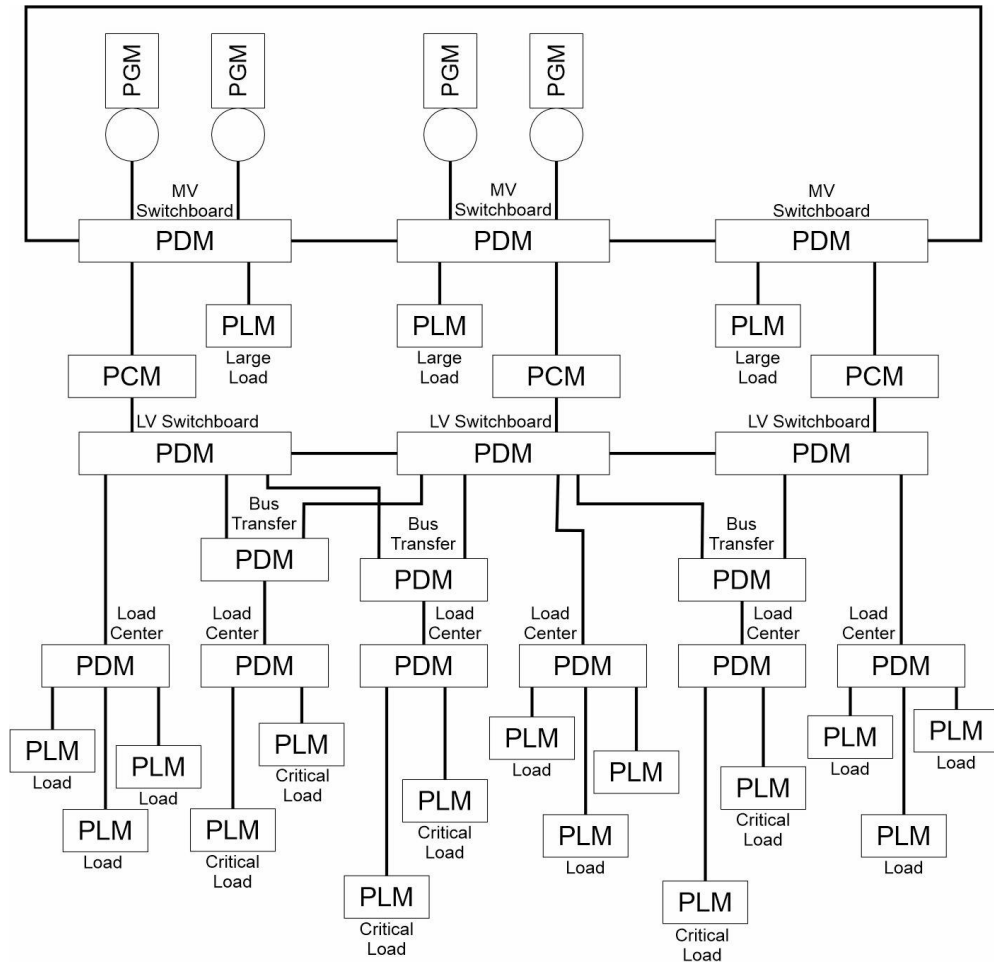 PGM
PGM
PGM
PGM
MV
Switchboard
MV
Switchboard
MV
Switchboard
PDM
PDM
PDM
PLM
PLM
PLM
Large
Load
Large
Load
Large
Load
PCM
PCM
PCM
LV Switchboard
LV Switchboard
LV Switchboard
PDM
PDM
PDM
Bus
Transfer
Bus
Transfer
Bus
Transfer
PDM
PDM
PDM
Load
Center
Load
Center
Load
Center
Load
Center
Load
Center
Load
Center
PDM
PDM
PDM
PDM
PDM
PDM
PLM
Load
PLM
Load
PLM
Load
PLM
Critical
Load
PLM
Critical
Load
PLM
Critical
Load
PLM
Critical
Load
PLM
Load
PLM
PLM
Load
PLM
Critical
Load
PLM
Critical
Load
PLM
Load
PLM
Load
PLM
Load